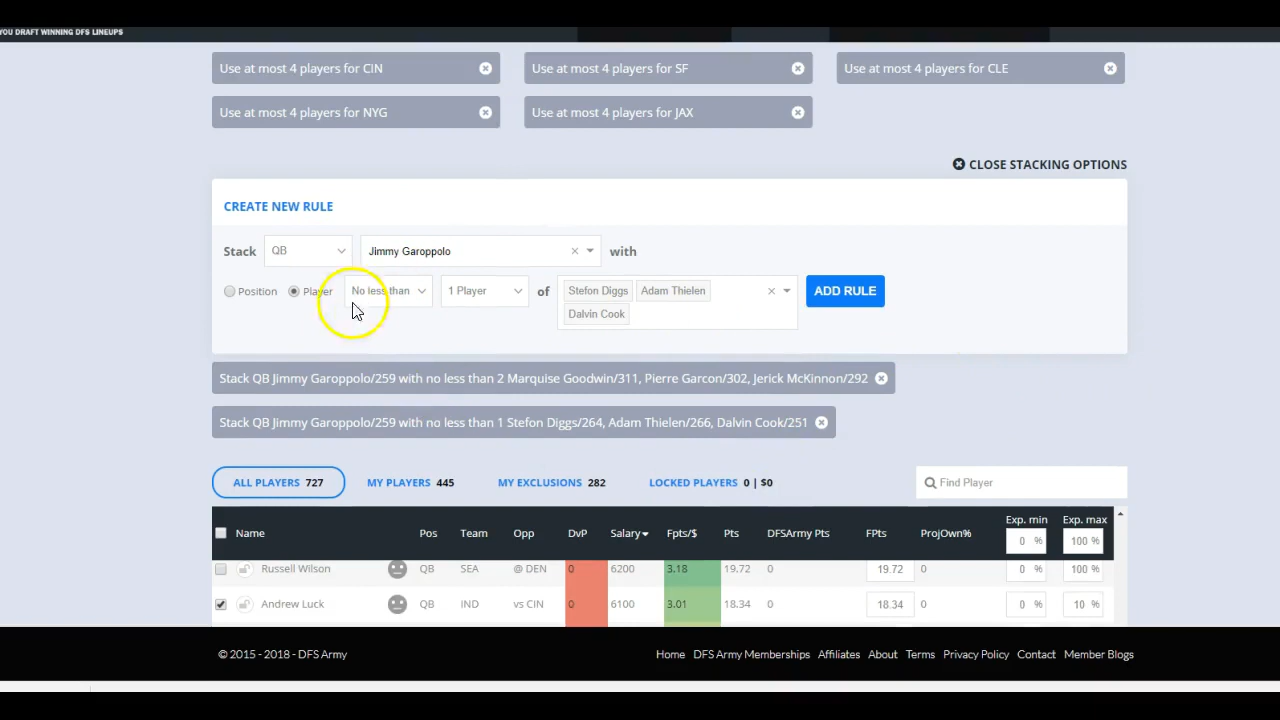 YOU DRAFT WINNING DFS LINEUPS
Use at most 4 players for CIN
Use at most 4 players for SF
Use at most 4 players for CLE
Use at most 4 players for NYG
Use at most 4 players for JAX
CLOSE STACKING OPTIONS
CREATE NEW RULE
Stack QB Jimmy Garoppolo with
Position Player No less than 1 Player of Stefon Diggs Adam Thielen ADD RULE
Dalvin Cook
Stack QB Jimmy Garoppolo/259 with no less than 2 Marquise Goodwin/311, Pierre Garcon/302, Jerick McKinnon/292
Stack QB Jimmy Garoppolo/259 with no less than 1 Stefon Diggs/264, Adam Thielen/266, Dalvin Cook/251
ALL PLAYERS 727 MY PLAYERS 445 MY EXCLUSIONS 282 LOCKED PLAYERS 0 | $0 Find Player
Name Pos Team Opp DvP Salary Fpts/$ Pts DFSArmy Pts FPts ProjOwn% Exp. min Exp. max
0 % 100 %
Russell Wilson QB SEA @ DEN 0 6200 3.18 19.72 0 19.72 0 0 % 100 %
Andrew Luck QB IND vs CIN 0 6100 3.01 18.34 0 18.34 0 0 % 10 %
© 2015 - 2018 - DFS Army Home DFS Army Memberships Affiliates About Terms Privacy Policy Contact Member Blogs